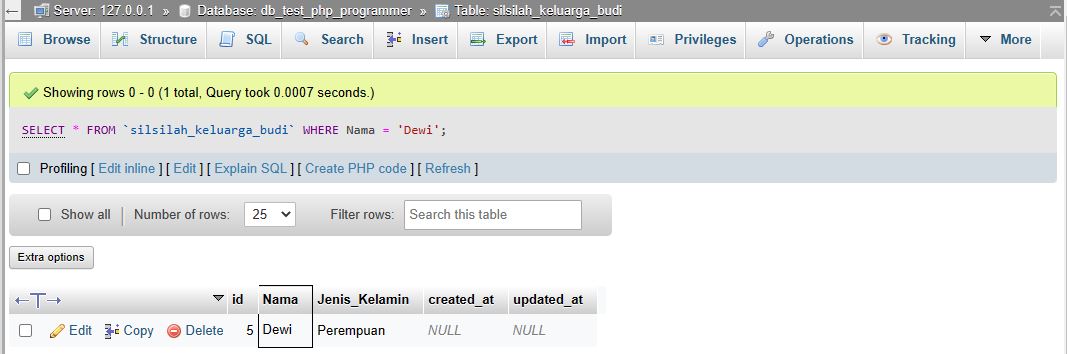 Server: 127.0.0.1 » Database: db_test_php_programmer » Table: silsilah_keluarga_budi
Browse Structure SQL Search Insert Export Import Privileges Operations Tracking More
Showing rows 0 - 0 (1 total, Query took 0.0007 seconds.)
SELECT * FROM `silsilah_keluarga_budi` WHERE Nama = 'Dewi';
Profiling [ Edit inline ] [ Edit ] [ Explain SQL ] [ Create PHP code ] [ Refresh ]
Show all Number of rows: 25 Filter rows: Search this table
Extra options
←T→ id Nama Jenis_Kelamin created_at updated_at
Edit Copy Delete 5 Dewi Perempuan NULL NULL